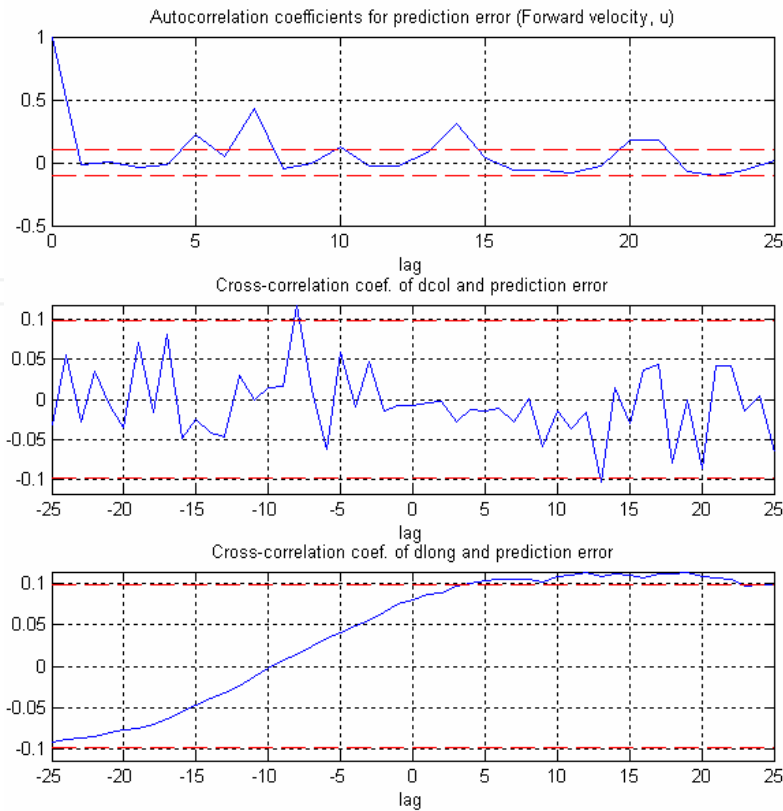 Autocorrelation coefficients for prediction error (Forward velocity, u)
1
0.5
0
-0.5
0 5 10 15 20 25
lag
Cross-correlation coef. of dcol and prediction error
0.1
0.05
0
-0.05
-0.1
-25 -20 -15 -10 -5 0 5 10 15 20 25
lag
Cross-correlation coef. of dlong and prediction error
0.1
0.05
0
-0.05
-0.1
-25 -20 -15 -10 -5 0 5 10 15 20 25
lag